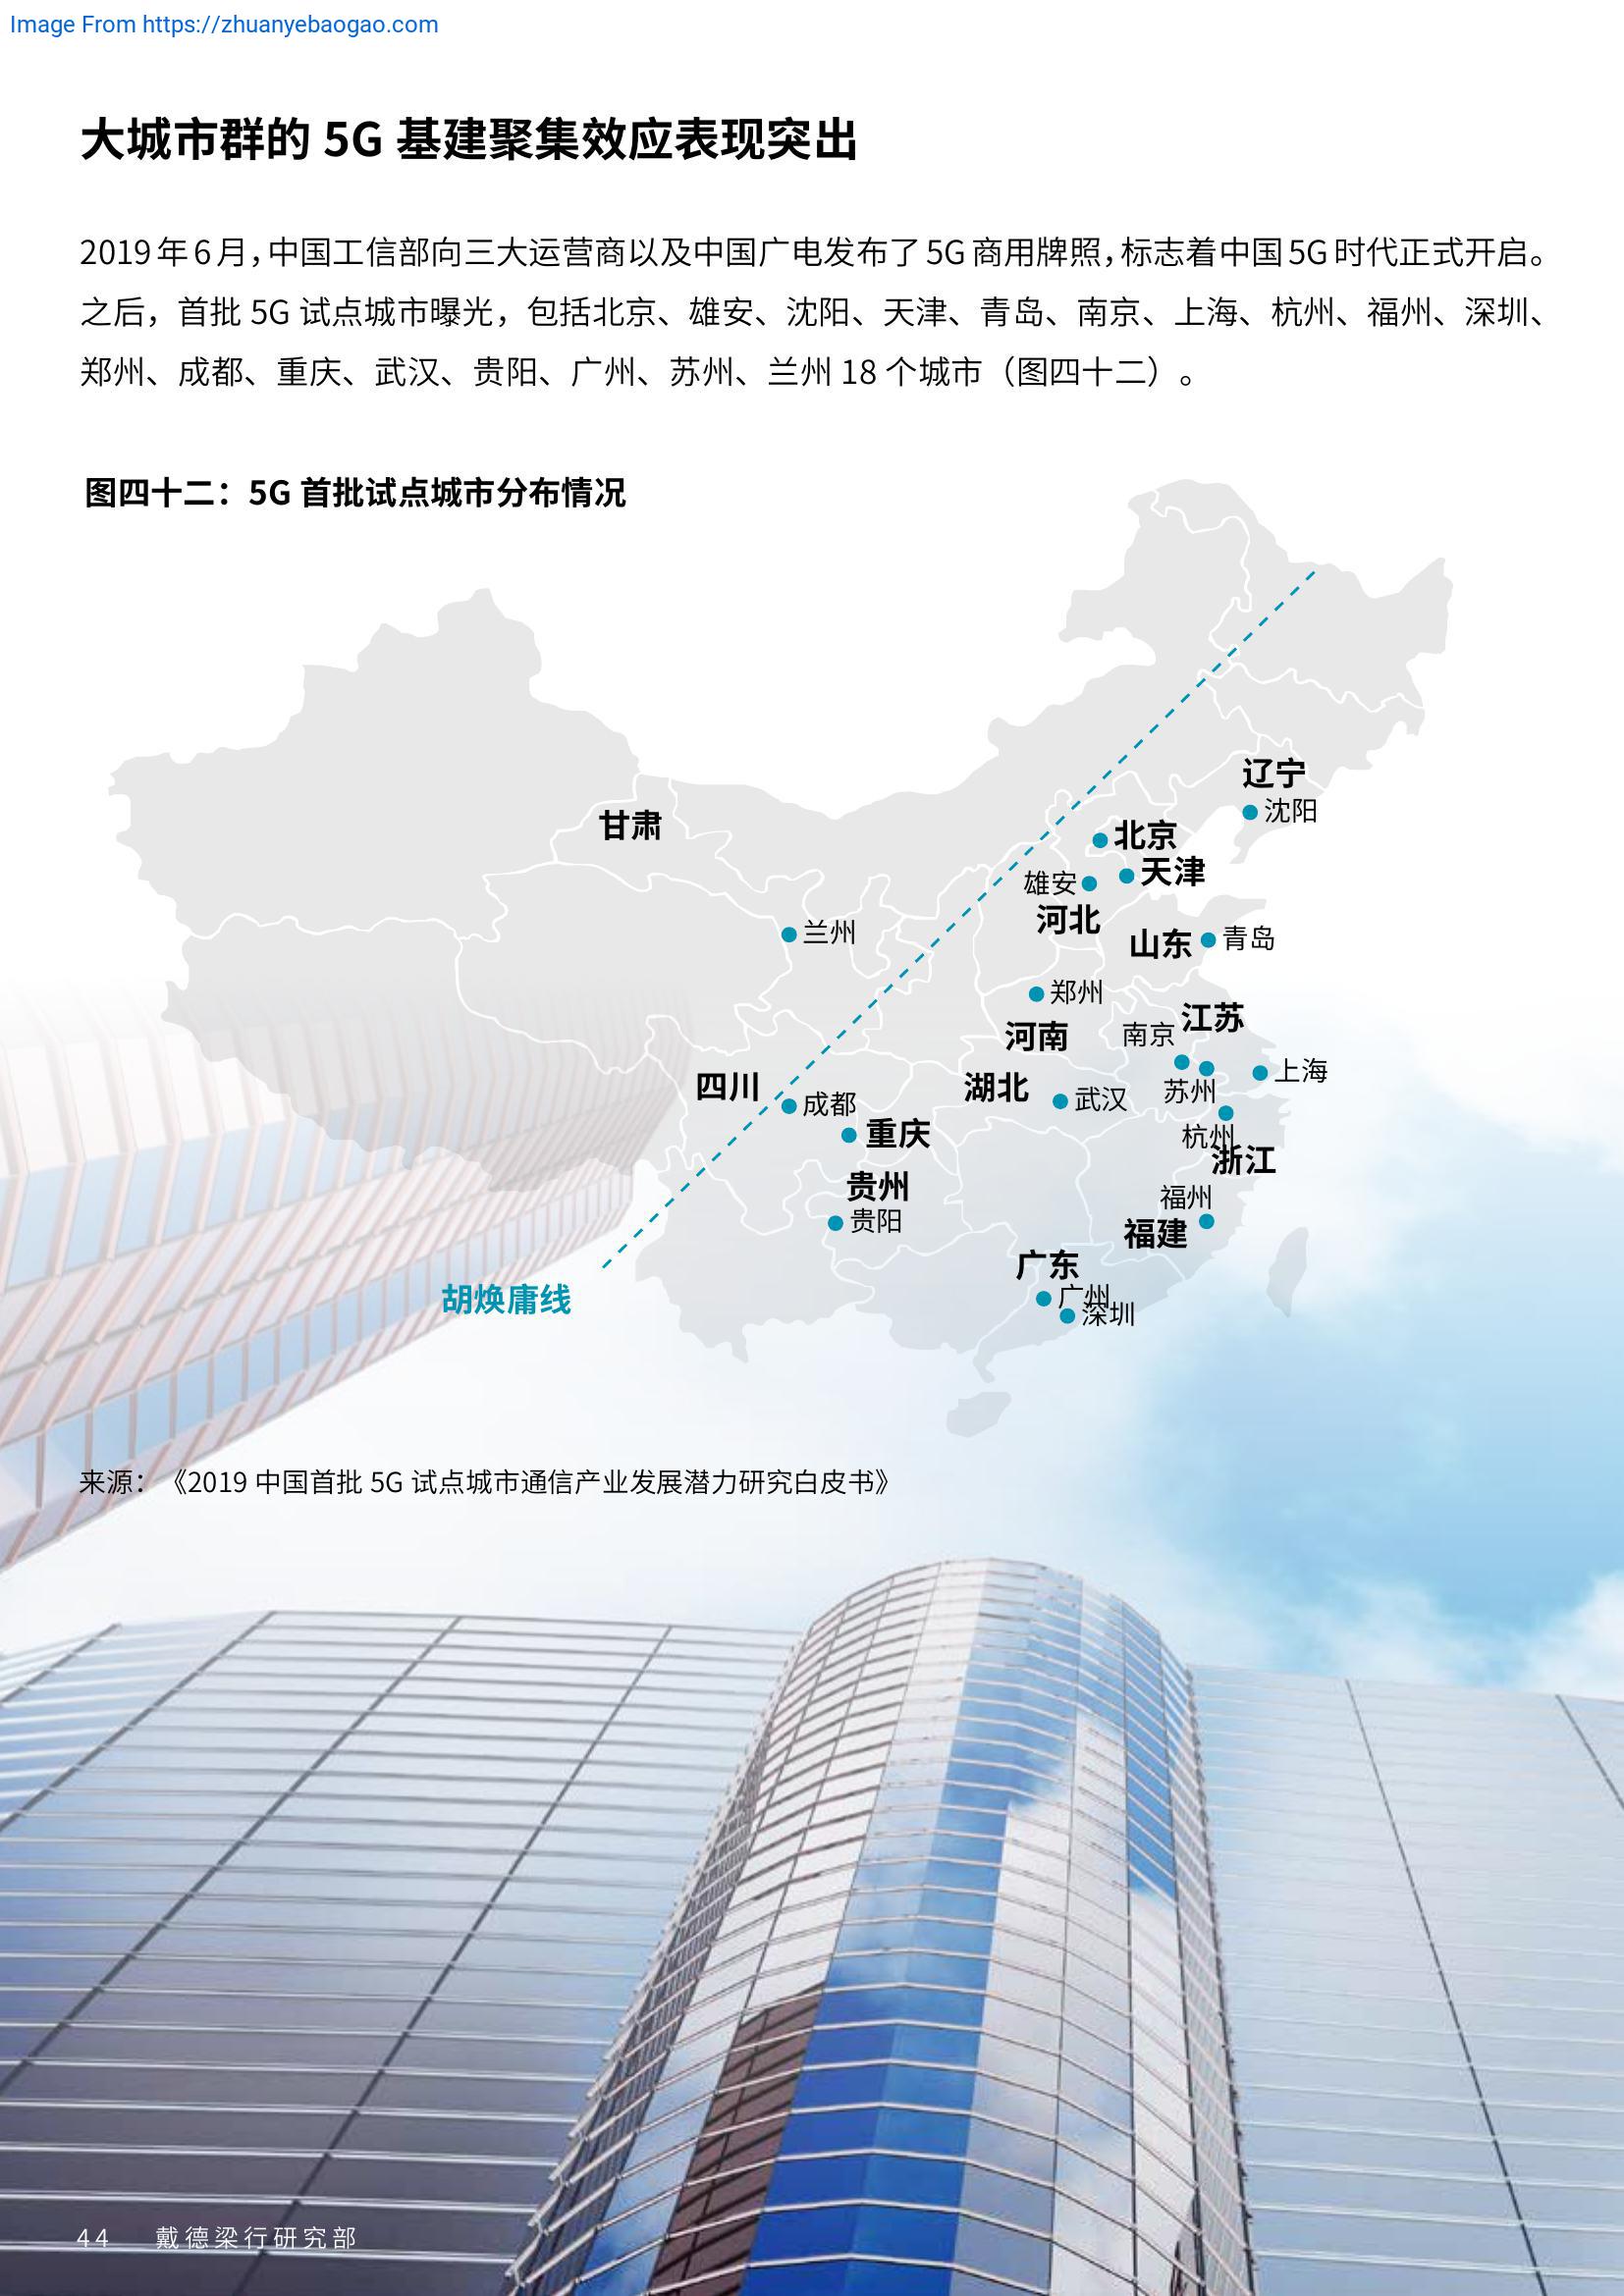 Image From https://zhuanyebaogao.com
大城市群的 5G 基建聚集效应表现突出
2019 年 6 月，中国工信部向三大运营商以及中国广电发布了 5G 商用牌照，标志着中国 5G 时代正式开启。
之后，首批 5G 试点城市曝光，包括北京、雄安、沈阳、天津、青岛、南京、上海、杭州、福州、深圳、
郑州、成都、重庆、武汉、贵阳、广州、苏州、兰州 18 个城市（图四十二）。
图四十二：5G 首批试点城市分布情况
辽宁
沈阳
甘肃
北京
天津
雄安
河北
兰州
山东
青岛
郑州
江苏
河南
南京
上海
四川
湖北
苏州
成都
武汉
重庆
杭州
浙江
贵州
福州
贵阳
福建
广东
广州
胡焕庸线
深圳
来源：《2019 中国首批 5G 试点城市通信产业发展潜力研究白皮书》
44 戴德梁行研究部